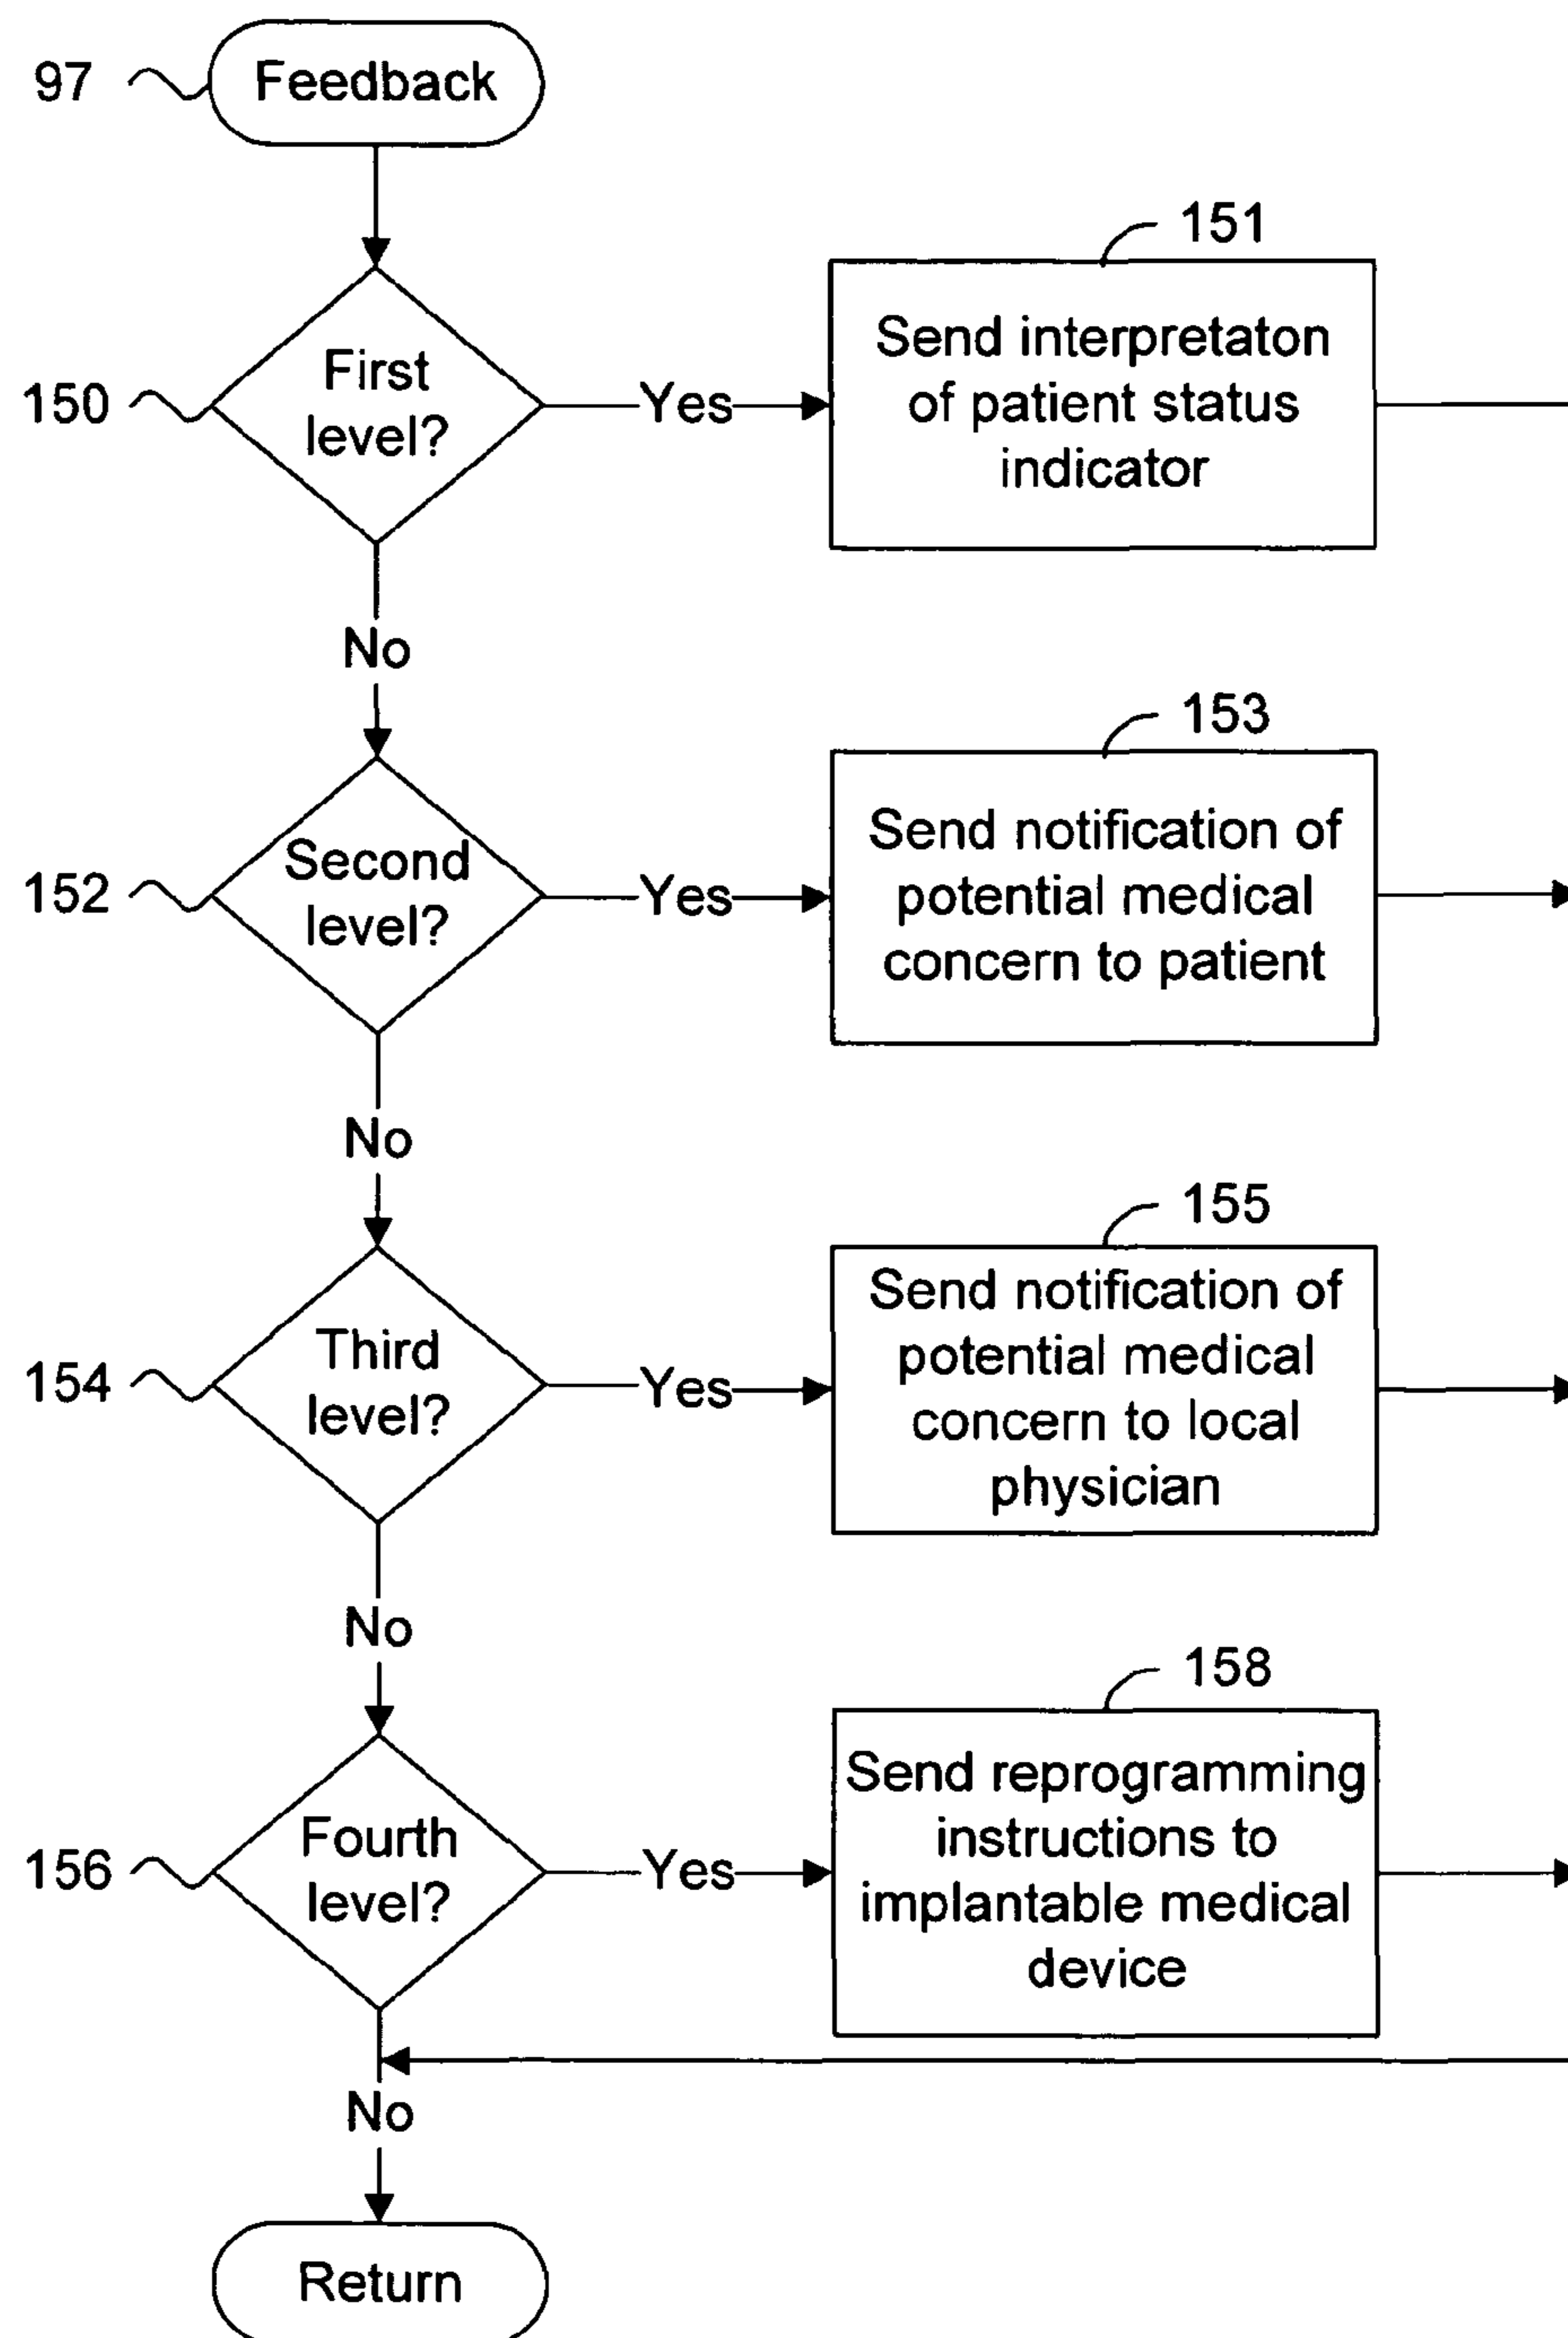 97
Feedback
151
150
First
level?
Yes
Send interpretaton
of patient status
indicator
No
153
152
Second
level?
Yes
Send notification of
potential medical
concern to patient
No
155
154
Third
level?
Yes
Send notification of
potential medical
concern to local
physician
No
158
156
Fourth
level?
Yes
Send reprogramming
instructions to
implantable medical
device
No
Return